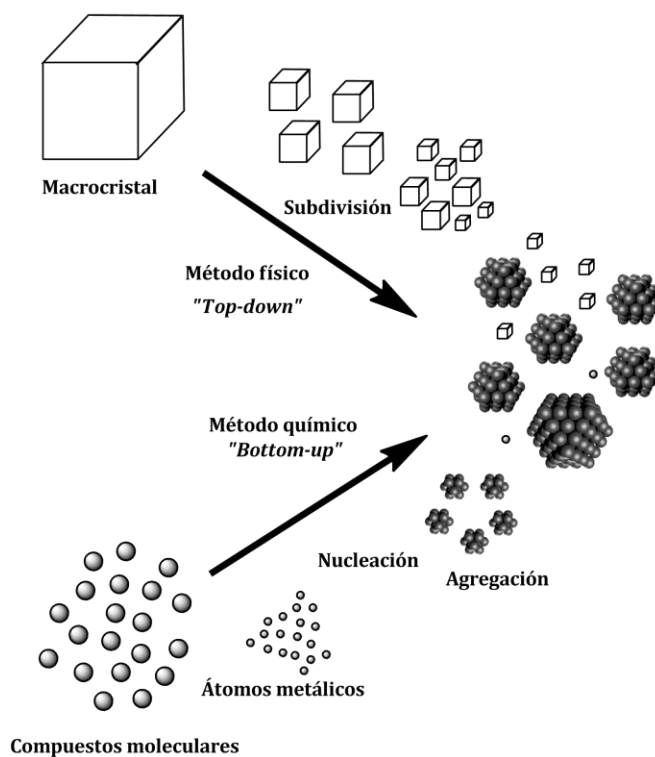 Macrocristal
Subdivisión
Método físico
"Top-down"
Método químico
"Bottom-up"
Nucleación
Agregación
Átomos metálicos
Compuestos moleculares